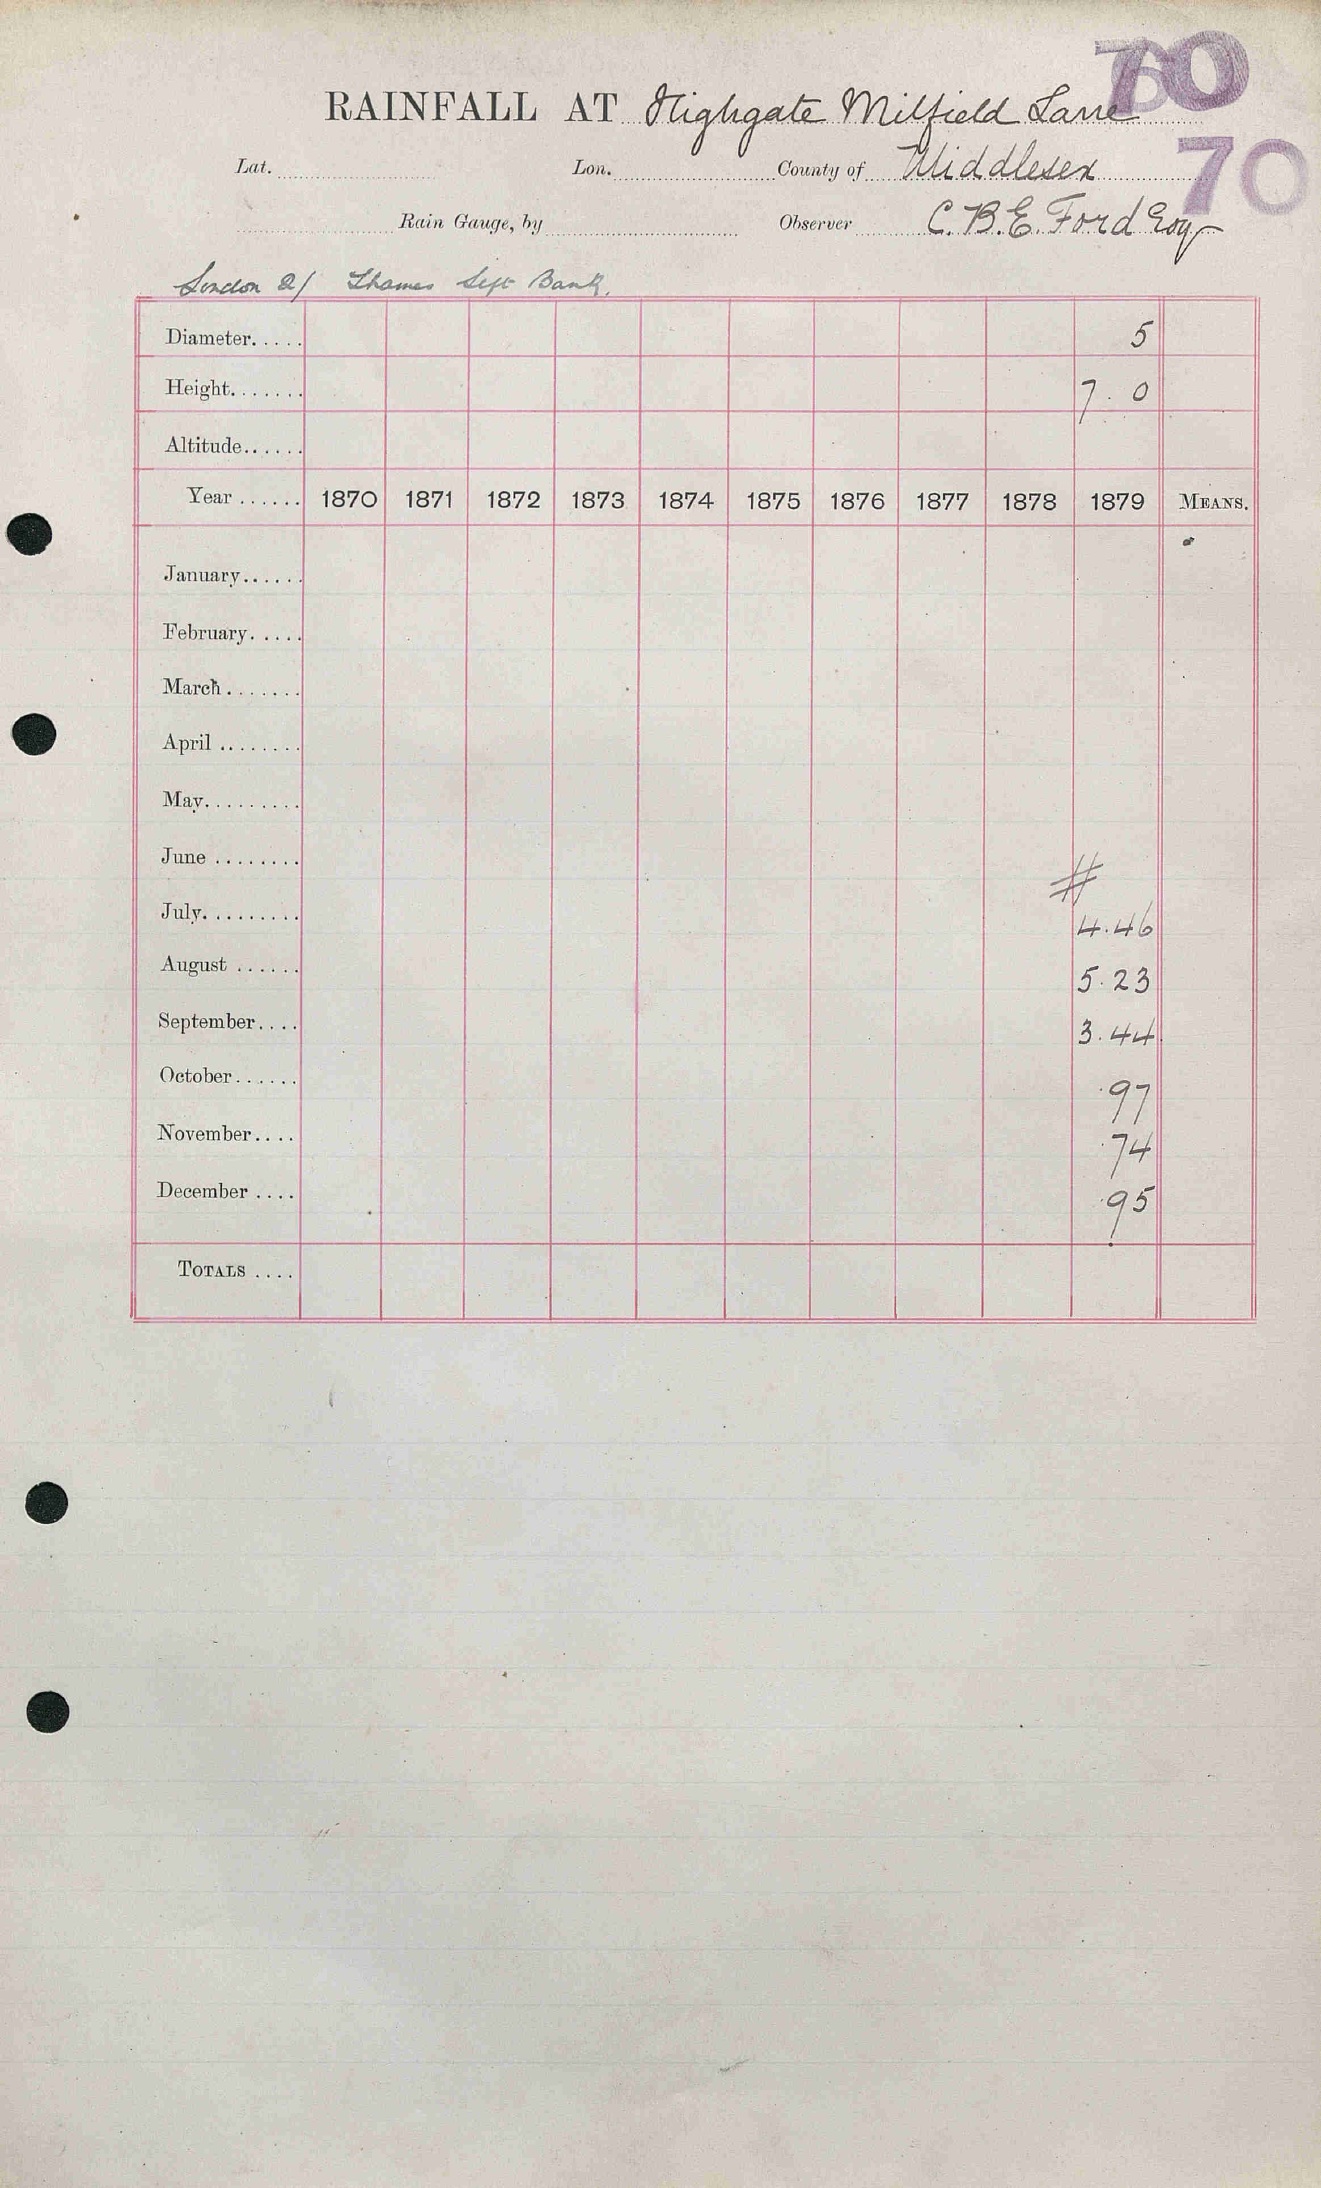 70
RAINFALL AT Highgate Milfield Lane
70
Lat. Lon. County of Middlesex
Rain Gauge, by Observer C. B. E. Ford Esq
London 2/ Thames Left Bank.
Diameter..... 5
Height....... 7. 0
Altitude......
Year ...... 1870 1871 1872 1873 1874 1875 1876 1877 1878 1879 MEANS.
January......
February.....
March.......
April ........
May.........
June ........
#
July......... 4.46
August ...... 5.23
September.... 3.44
October...... .97
November.... .74
December .... .95
TOTALS ....